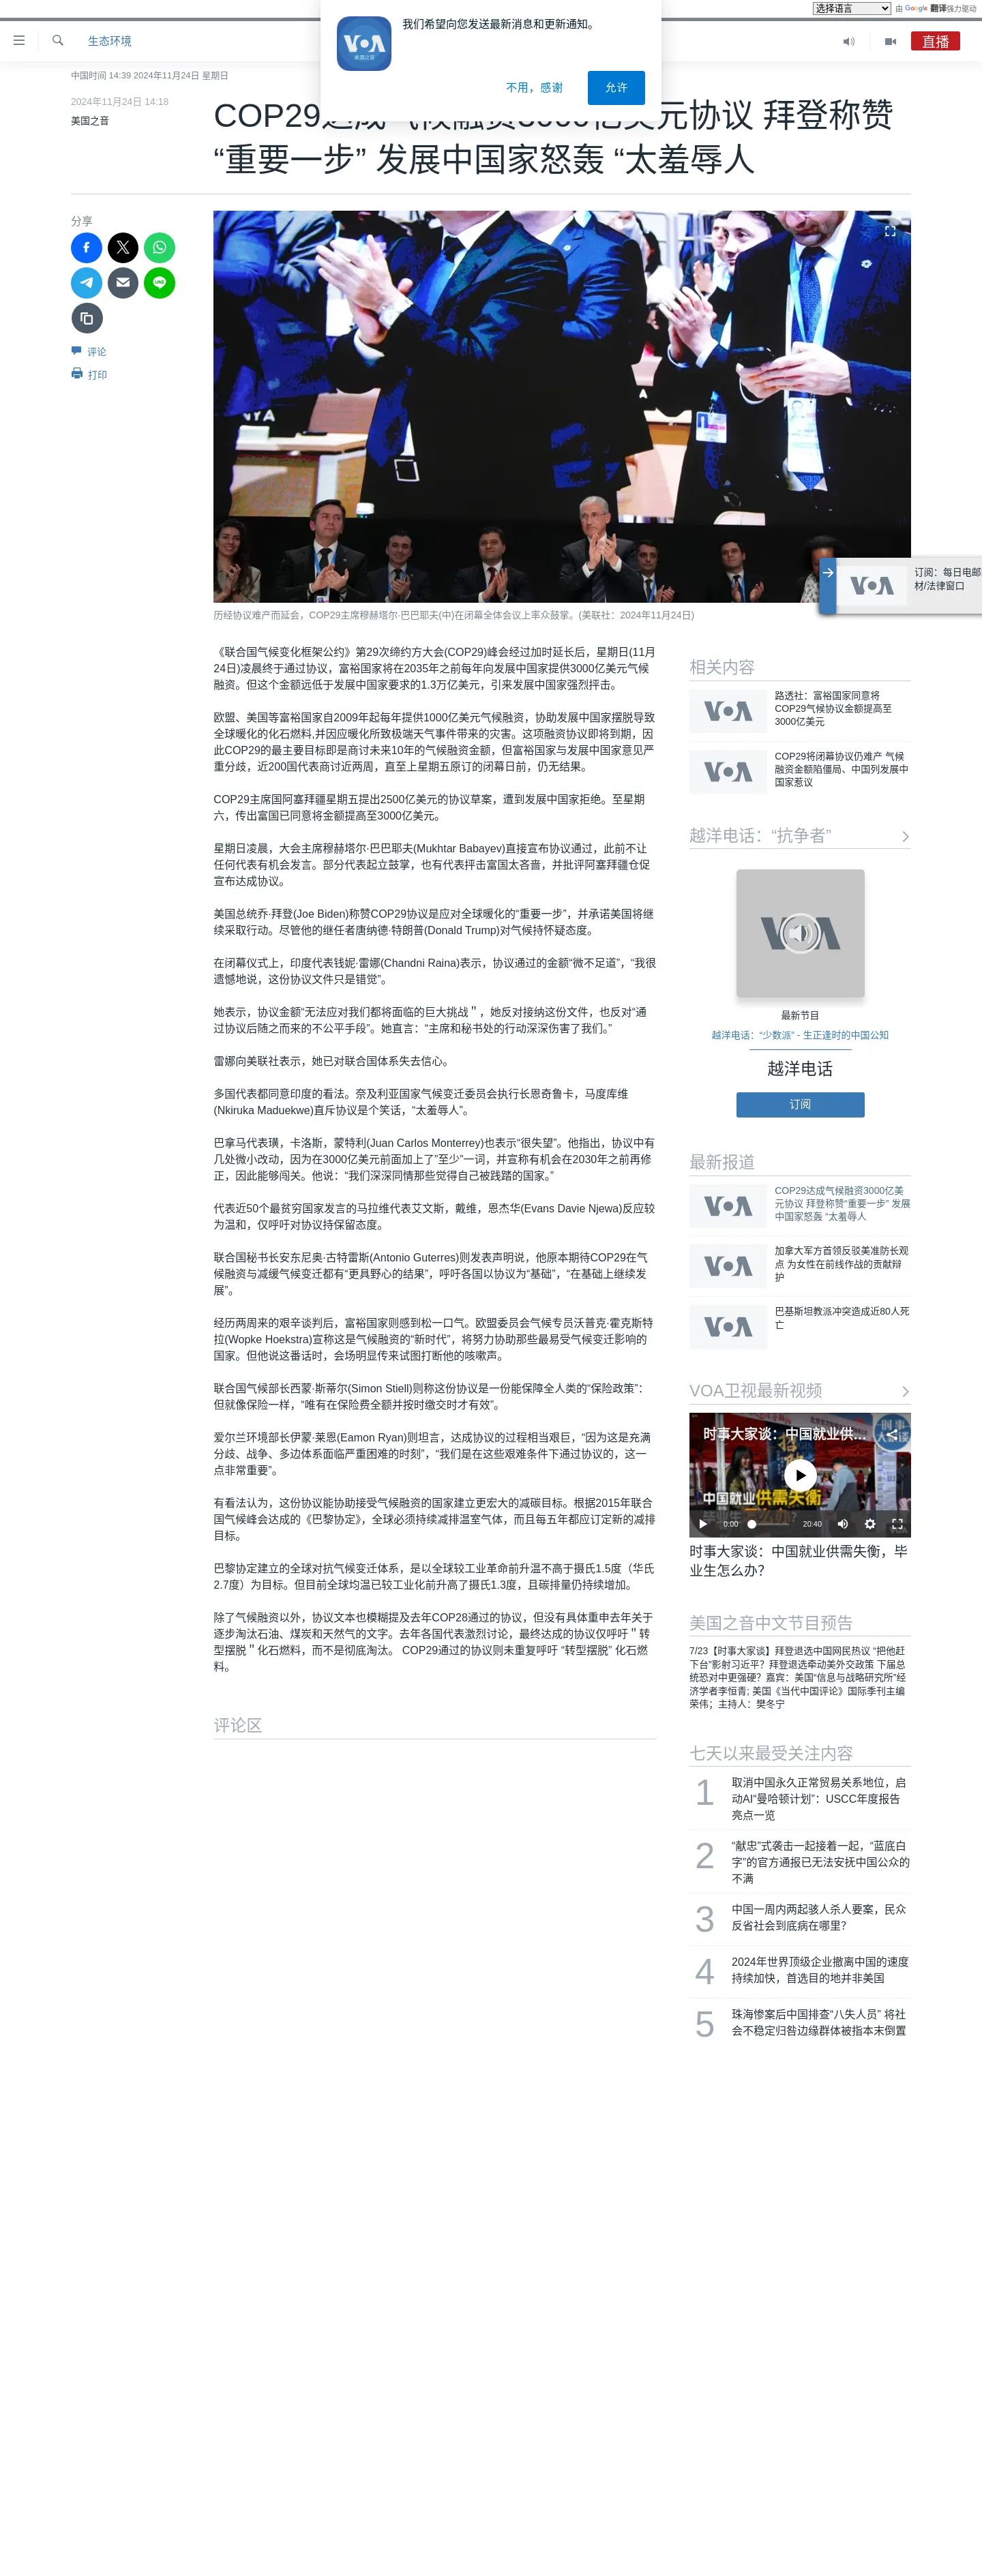 选择语言
由 Google 翻译强力驱动
VOA
美国之音
我们希望向您发送最新消息和更新通知。
不用，感谢
允许
生态环境
直播
中国时间 14:39 2024年11月24日 星期日
2024年11月24日 14:18
美国之音
COP29
元协议 拜登称赞
“重要一步” 发展中国家怒轰 “太羞辱人
分享
评论
打印
NYA
历经协议难产而延会，COP29主席穆赫塔尔·巴巴耶夫(中)在闭幕全体会议上率众鼓掌。(美联社：2024年11月24日)
VOA
订阅：每日电邮
材/法律窗口
《联合国气候变化框架公约》第29次缔约方大会(COP29)峰会经过加时延长后，星期日(11月
24日)凌晨终于通过协议，富裕国家将在2035年之前每年向发展中国家提供3000亿美元气候
融资。但这个金额远低于发展中国家要求的1.3万亿美元，引来发展中国家强烈抨击。
欧盟、美国等富裕国家自2009年起每年提供1000亿美元气候融资，协助发展中国家摆脱导致
全球暖化的化石燃料,并因应暖化所致极端天气事件带来的灾害。这项融资协议即将到期，因
此COP29的最主要目标即是商讨未来10年的气候融资金额，但富裕国家与发展中国家意见严
重分歧，近200国代表商讨近两周，直至上星期五原订的闭幕日前，仍无结果。
COP29主席国阿塞拜疆星期五提出2500亿美元的协议草案，遭到发展中国家拒绝。至星期
六，传出富国已同意将金额提高至3000亿美元。
星期日凌晨，大会主席穆赫塔尔·巴巴耶夫(Mukhtar Babayev)直接宣布协议通过，此前不让
任何代表有机会发言。部分代表起立鼓掌，也有代表抨击富国太吝啬，并批评阿塞拜疆仓促
宣布达成协议。
美国总统乔·拜登(Joe Biden)称赞COP29协议是应对全球暖化的“重要一步”，并承诺美国将继
续采取行动。尽管他的继任者唐纳德·特朗普(Donald Trump)对气候持怀疑态度。
在闭幕仪式上，印度代表钱妮·雷娜(Chandni Raina)表示，协议通过的金额“微不足道”，“我很
遗憾地说，这份协议文件只是错觉”。
她表示，协议金额“无法应对我们都将面临的巨大挑战＂，她反对接纳这份文件，也反对“通
过协议后随之而来的不公平手段”。她直言：“主席和秘书处的行动深深伤害了我们。”
雷娜向美联社表示，她已对联合国体系失去信心。
多国代表都同意印度的看法。奈及利亚国家气候变迁委员会执行长恩奇鲁卡，马度库维
(Nkiruka Maduekwe)直斥协议是个笑话，“太羞辱人”。
巴拿马代表璜，卡洛斯，蒙特利(Juan Carlos Monterrey)也表示“很失望”。他指出，协议中有
几处微小改动，因为在3000亿美元前面加上了”至少”一词，并宣称有机会在2030年之前再修
正，因此能够闯关。他说：“我们深深同情那些觉得自己被践踏的国家。”
代表近50个最贫穷国家发言的马拉维代表艾文斯，戴维，恩杰华(Evans Davie Njewa)反应较
为温和，仅呼吁对协议持保留态度。
联合国秘书长安东尼奥·古特雷斯(Antonio Guterres)则发表声明说，他原本期待COP29在气
候融资与减缓气候变迁都有“更具野心的结果”，呼吁各国以协议为“基础”，“在基础上继续发
展”。
经历两周来的艰辛谈判后，富裕国家则感到松一口气。欧盟委员会气候专员沃普克·霍克斯特
拉(Wopke Hoekstra)宣称这是气候融资的“新时代”，将努力协助那些最易受气候变迁影响的
国家。但他说这番话时，会场明显传来试图打断他的咳嗽声。
联合国气候部长西蒙·斯蒂尔(Simon Stiell)则称这份协议是一份能保障全人类的“保险政策”：
但就像保险一样，“唯有在保险费全额并按时缴交时才有效”。
爱尔兰环境部长伊蒙·莱恩(Eamon Ryan)则坦言，达成协议的过程相当艰巨，“因为这是充满
分歧、战争、多边体系面临严重困难的时刻”，“我们是在这些艰难条件下通过协议的，这一
点非常重要”。
有看法认为，这份协议能协助接受气候融资的国家建立更宏大的减碳目标。根据2015年联合
国气候峰会达成的《巴黎协定》，全球必须持续减排温室气体，而且每五年都应订定新的减排
目标。
巴黎协定建立的全球对抗气候变迁体系，是以全球较工业革命前升温不高于摄氏1.5度（华氏
2.7度）为目标。但目前全球均温已较工业化前升高了摄氏1.3度，且碳排量仍持续增加。
除了气候融资以外，协议文本也模糊提及去年COP28通过的协议，但没有具体重申去年关于
逐步淘汰石油、煤炭和天然气的文字。去年各国代表激烈讨论，最终达成的协议仅呼吁＂转
型摆脱＂化石燃料，而不是彻底淘汰。 COP29通过的协议则未重复呼吁 “转型摆脱” 化石燃
料。
评论区
相关内容
VOA
路透社：富裕国家同意将
COP29气候协议金额提高至
3000亿美元
VOA
COP29将闭幕协议仍难产 气候
融资金额陷僵局、中国列发展中
国家惹议
越洋电话：“抗争者”
VOA
最新节目
越洋电话：“少数派” - 生正逢时的中国公知
越洋电话
订阅
最新报道
VOA
COP29达成气候融资3000亿美
元协议 拜登称赞“重要一步” 发展
中国家怒轰 “太羞辱人
VOA
加拿大军方首领反驳美准防长观
点 为女性在前线作战的贡献辩
护
VOA
巴基斯坦教派冲突造成近80人死
亡
VOA卫视最新视频
时事大家谈：中国就业供...
中国就业供需失衡
0:00
20:40
时事大家谈：中国就业供需失衡，毕
业生怎么办？
美国之音中文节目预告
7/23【时事大家谈】拜登退选中国网民热议 “把他赶
下台”影射习近平？拜登退选牵动美外交政策 下届总
统恐对中更强硬？嘉宾：美国“信息与战略研究所”经
济学者李恒青; 美国《当代中国评论》国际季刊主编
荣伟；主持人：樊冬宁
七天以来最受关注内容
1
取消中国永久正常贸易关系地位，启
动AI“曼哈顿计划”：USCC年度报告
亮点一览
2
“献忠”式袭击一起接着一起，“蓝底白
字”的官方通报已无法安抚中国公众的
不满
3
中国一周内两起骇人杀人要案，民众
反省社会到底病在哪里？
4
2024年世界顶级企业撤离中国的速度
持续加快，首选目的地并非美国
5
珠海惨案后中国排查“八失人员” 将社
会不稳定归咎边缘群体被指本末倒置